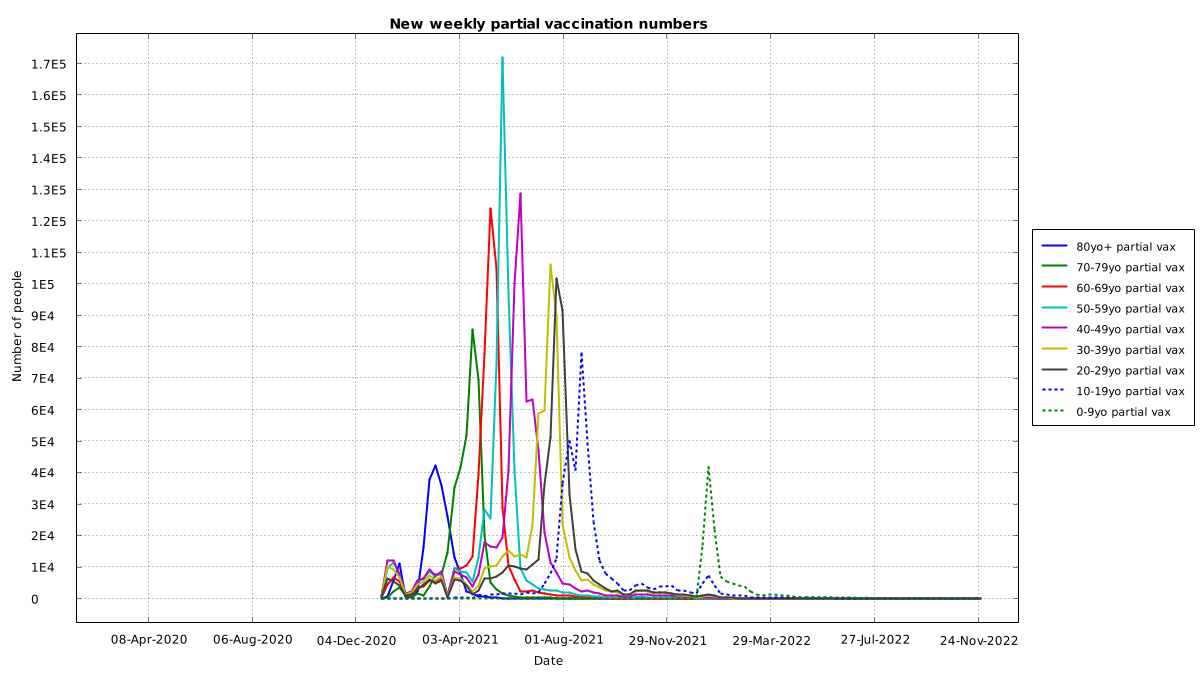 New weekly partial vaccination numbers
1.7E5
1.6E5
1.5E5
1.4E5
1.3E5
1.2E5
1.1E5
1E5
9E4
8E4
7E4
6E4
5E4
4E4
3E4
2E4
1E4
0
Number of people
08-Apr-2020 06-Aug-2020 04-Dec-2020 03-Apr-2021 01-Aug-2021 29-Nov-2021 29-Mar-2022 27-Jul-2022 24-Nov-2022
Date
80yo+ partial vax
70-79yo partial vax
60-69yo partial vax
50-59yo partial vax
40-49yo partial vax
30-39yo partial vax
20-29yo partial vax
10-19yo partial vax
0-9yo partial vax